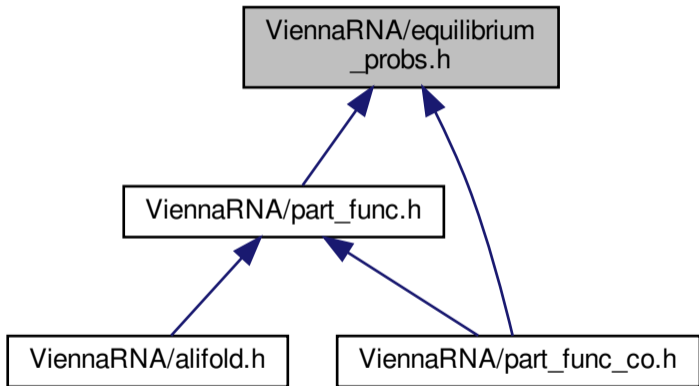 ViennaRNA/equilibrium
_probs.h
ViennaRNA/part_func.h
ViennaRNA/alifold.h
ViennaRNA/part_func_co.h